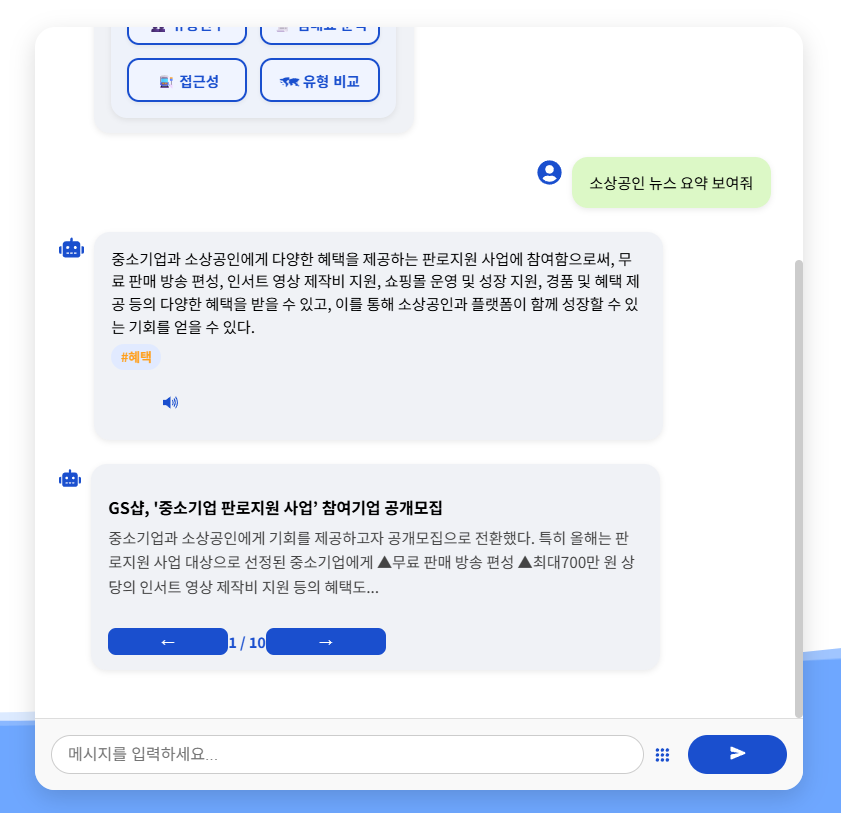 접근성
유형 비교
소상공인 뉴스 요약 보여줘
중소기업과 소상공인에게 다양한 혜택을 제공하는 판로지원 사업에 참여함으로써, 무
료 판매 방송 편성, 인서트 영상 제작비 지원, 쇼핑몰 운영 및 성장 지원, 경품 및 혜택 제
공 등의 다양한 혜택을 받을 수 있고, 이를 통해 소상공인과 플랫폼이 함께 성장할 수 있
는 기회를 얻을 수 있다.
#혜택
GS샵, '중소기업 판로지원 사업’ 참여기업 공개모집
중소기업과 소상공인에게 기회를 제공하고자 공개모집으로 전환했다. 특히 올해는 판
로지원 사업 대상으로 선정된 중소기업에게 ▲무료 판매 방송 편성 ▲최대700만 원 상
당의 인서트 영상 제작비 지원 등의 혜택도...
← 1 / 10 →
메시지를 입력하세요...